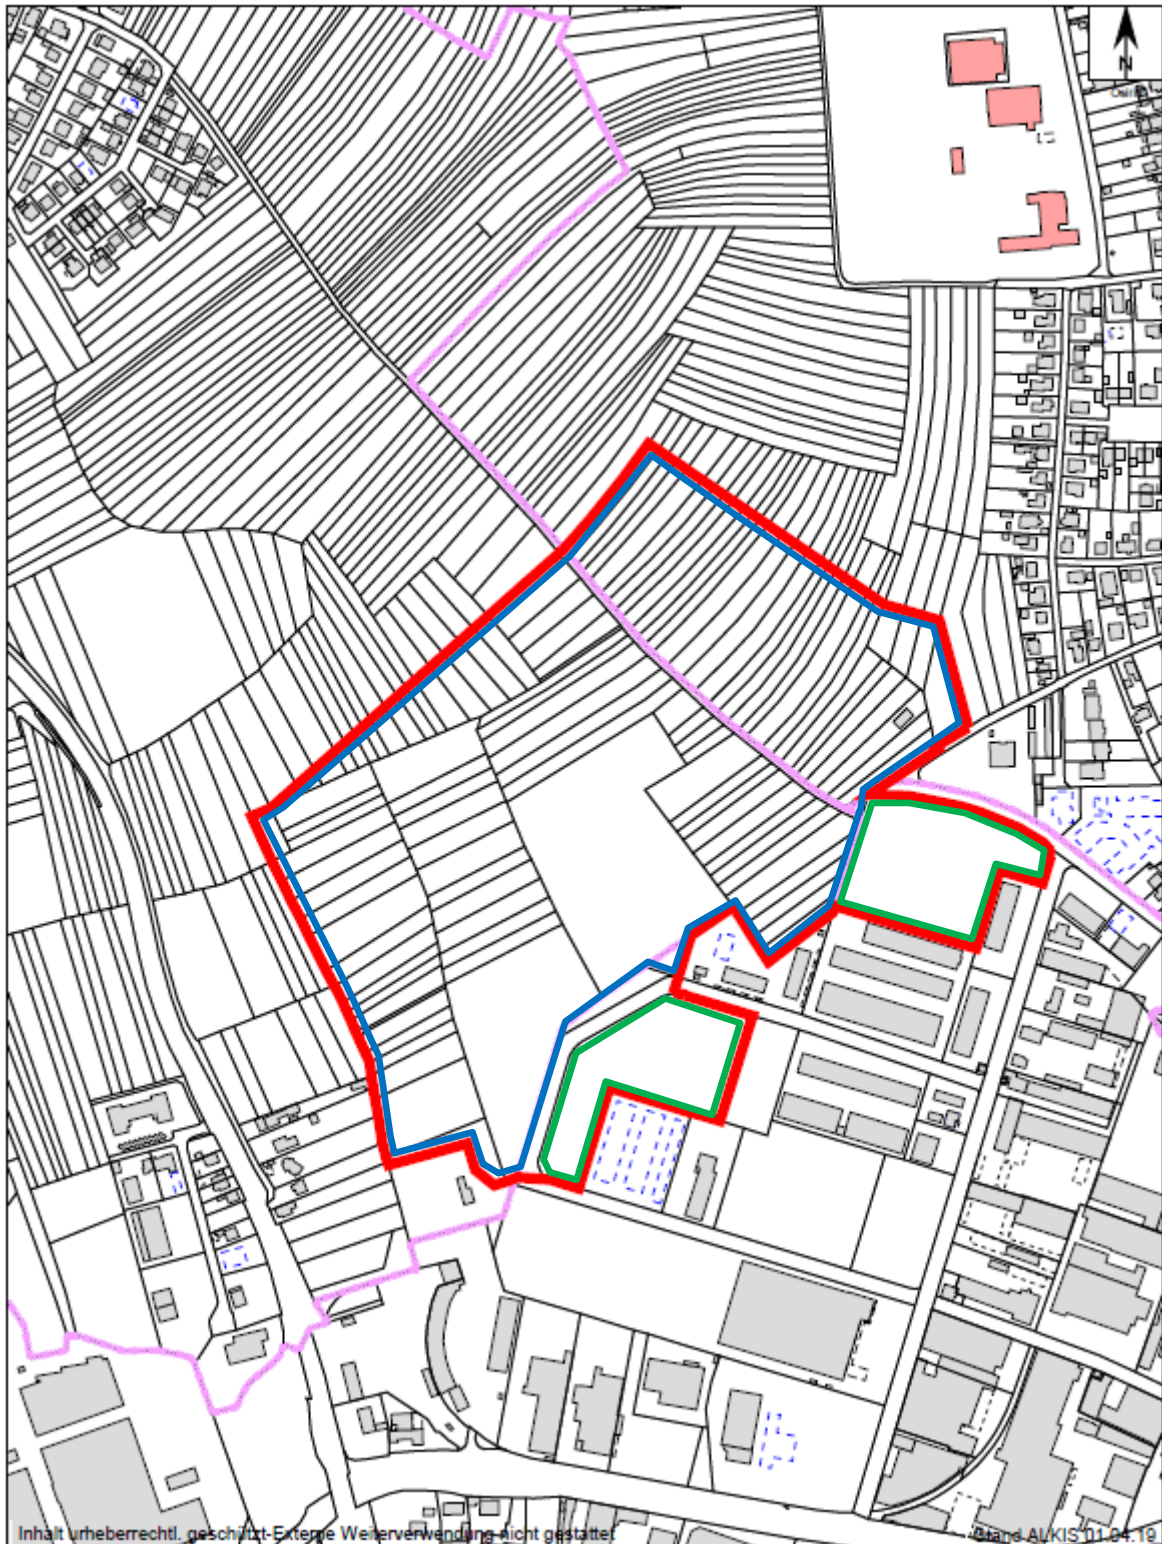 N
Inhalt urheberrechtl. geschützt-Externe Weiterverwendung nicht gestattet
Stand ALKIS 01.04.19